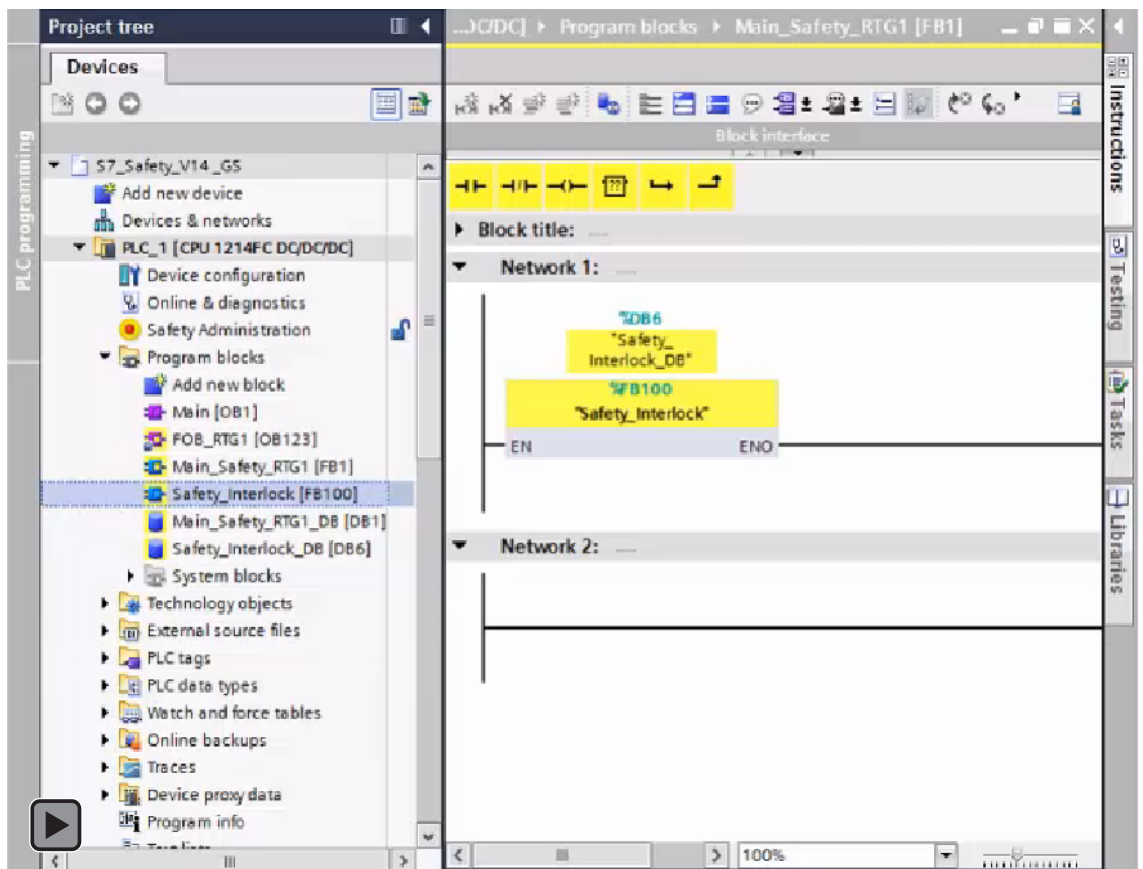 Project tree
Devices
PLC programming
S7_Safety_V14_GS
Add new device
Devices & networks
PLC_1 [CPU 1214FC DC/DC/DC]
Device configuration
Online & diagnostics
Safety Administration
Program blocks
Add new block
Main [OB1]
FOB_RTG1 [OB123]
Main_Safety_RTG1 [FB1]
Safety_Interlock [FB100]
Main_Safety_RTG1_DB [DB1]
Safety_Interlock_DB [DB6]
System blocks
Technology objects
External source files
PLC tags
PLC data types
Watch and force tables
Online backups
Traces
Device proxy data
Program info
...DC/DC] Program blocks Main_Safety_RTG1 [FB1]
Block interface
??
Block title: .....
Network 1: .....
%DB6
"Safety_
Interlock_DB"
%FB100
"Safety_Interlock"
EN ENO
Network 2: .....
100%
Instructions
Testing
Tasks
Libraries